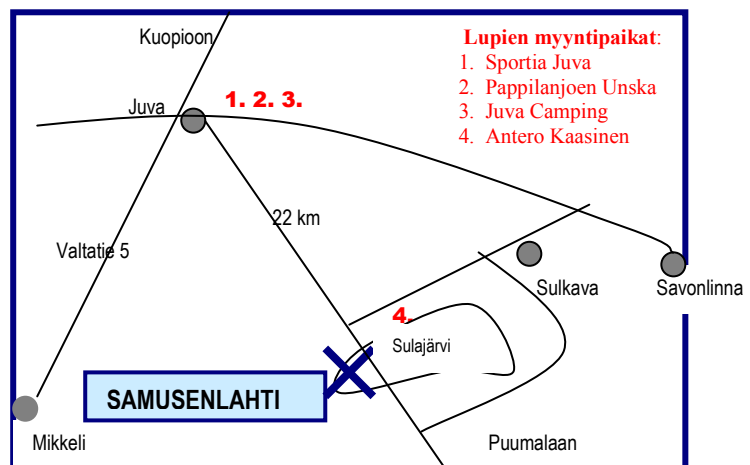 Kuopioon
Lupien myyntipaikat:
1. Sportia Juva
2. Pappilanjoen Unska
3. Juva Camping
4. Antero Kaasinen
Juva
1. 2. 3.
22 km
Valtatie 5
Sulkava
Savonlinna
4.
Sulajärvi
SAMUSENLAHTI
Mikkeli
Puumalaan